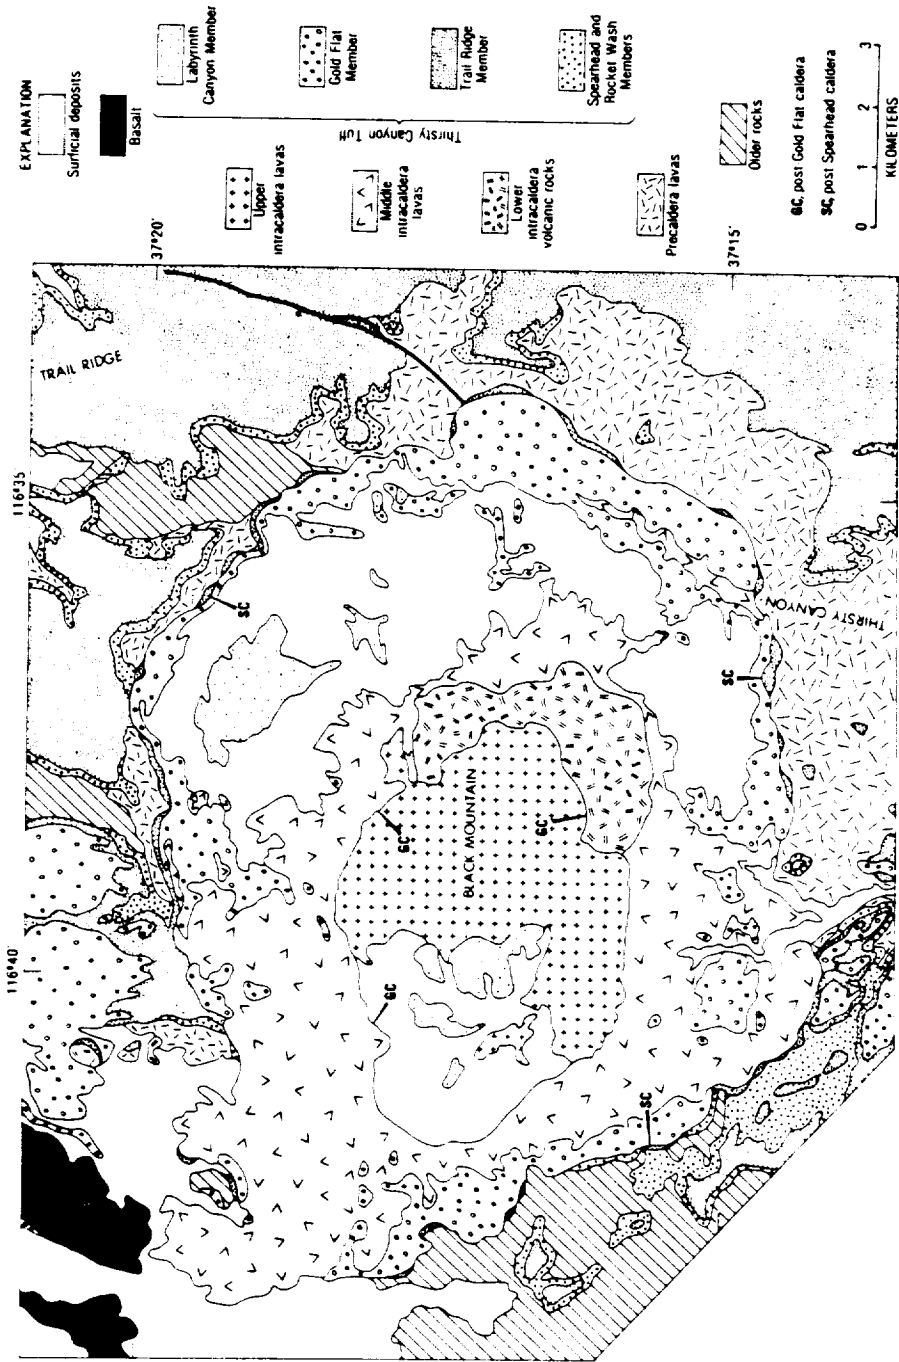 EXPLANATION
Surficial deposits
Basalt
Labyrinth
Canyon Member
Gold Flat
Member
Trail Ridge
Member
Spearhead and
Rocket Wash
Members
Thirsty Canyon Tuff
Upper
intracaldera lavas
Middle
intracaldera
lavas
Lower
intracaldera
volcanic rocks
Precaldera lavas
Older rocks
GC, post Gold Flat caldera
SC, post Spearhead caldera
0 1 2 3
KILOMETERS
116°40'
116°35'
37°20'
37°15'
TRAIL RIDGE
SC
GC
GC
BLACK MOUNTAIN
GC
SC
SC
THIRSTY CANYON